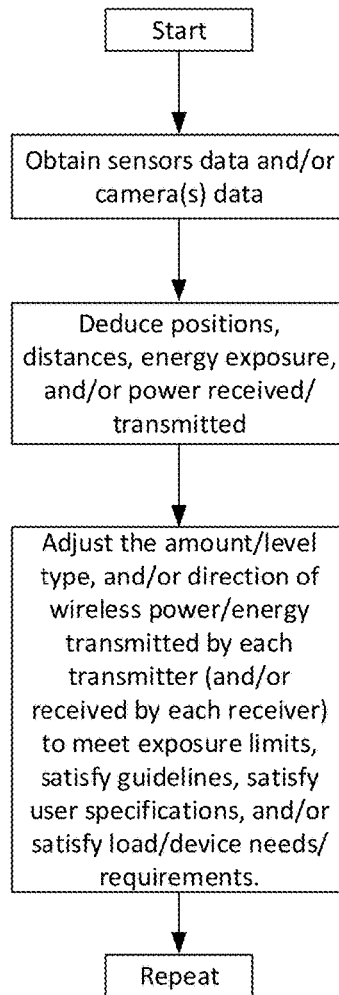 Start
Obtain sensors data and/or
camera(s) data
Deduce positions,
distances, energy exposure,
and/or power received/
transmitted
Adjust the amount/level
type, and/or direction of
wireless power/energy
transmitted by each
transmitter (and/or
received by each receiver)
to meet exposure limits,
satisfy guidelines, satisfy
user specifications, and/or
satisfy load/device needs/
requirements.
Repeat